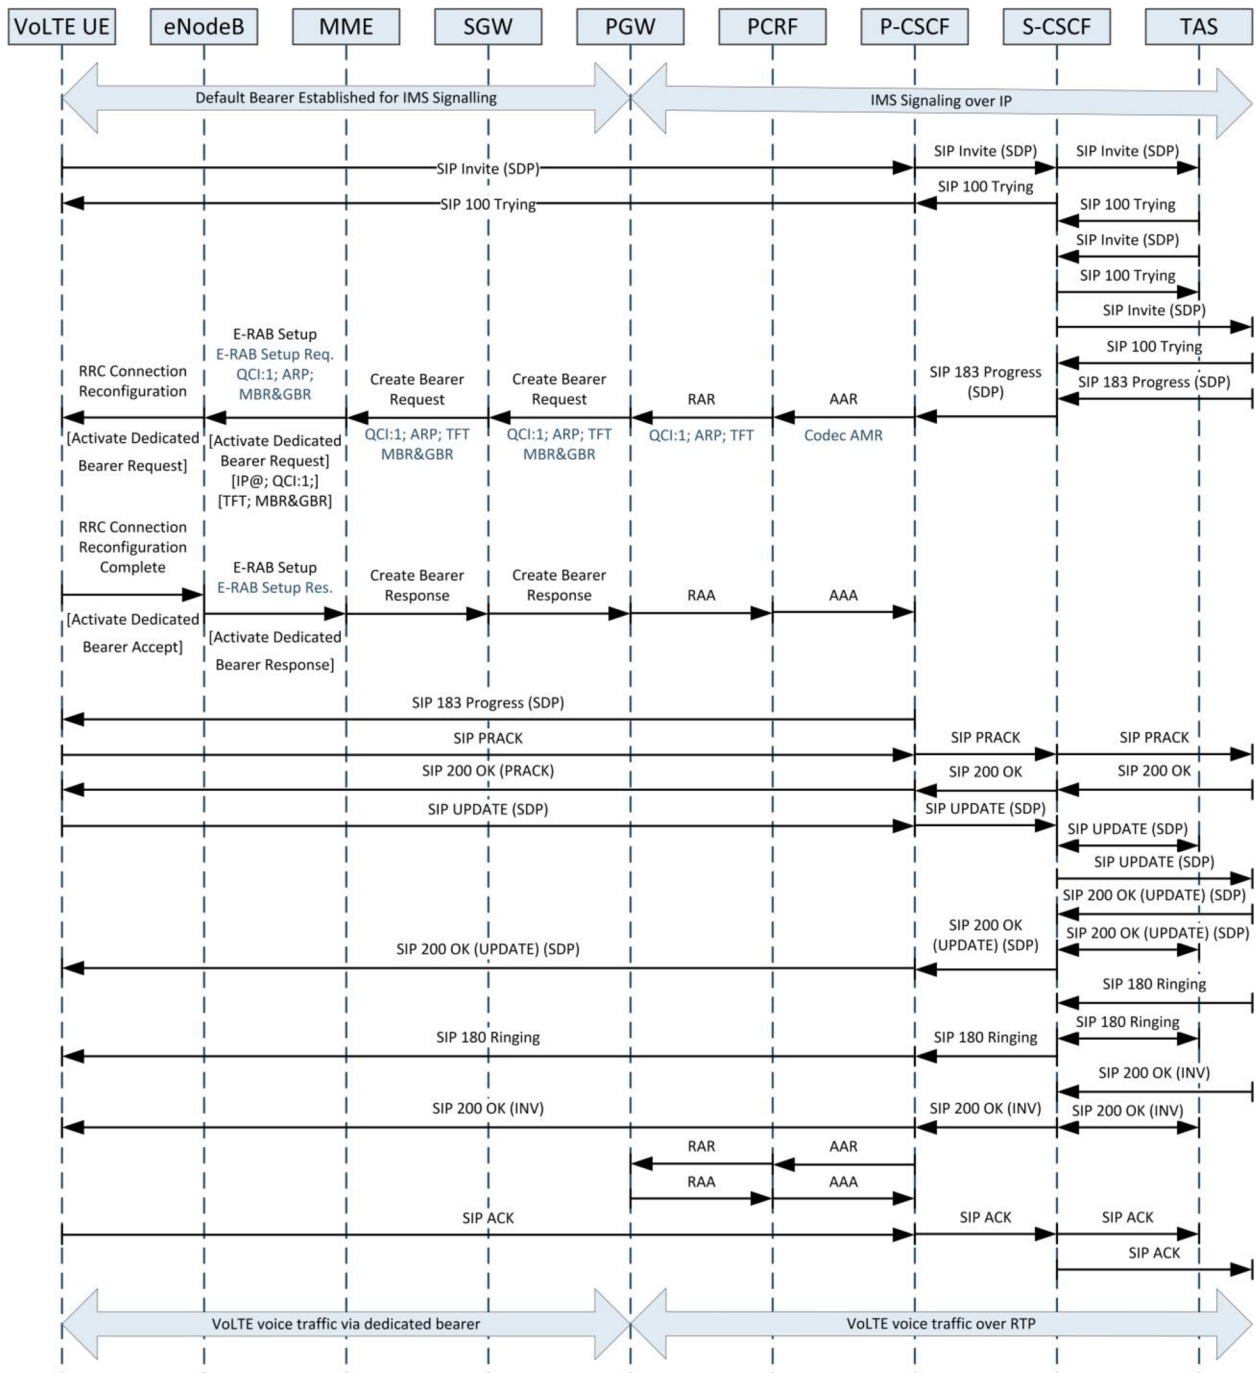 VoLTE UE
eNodeB
MME
SGW
PGW
PCRF
P-CSCF
S-CSCF
TAS
Default Bearer Established for IMS Signalling
IMS Signaling over IP
SIP Invite (SDP)
SIP Invite (SDP)
SIP Invite (SDP)
SIP 100 Trying
SIP 100 Trying
SIP 100 Trying
SIP Invite (SDP)
SIP 100 Trying
SIP Invite (SDP)
SIP 100 Trying
SIP 183 Progress (SDP)
SIP 183 Progress
(SDP)
RRC Connection
Reconfiguration
[Activate Dedicated
Bearer Request]
E-RAB Setup
E-RAB Setup Req.
QCI:1; ARP;
MBR&GBR
[Activate Dedicated
Bearer Request]
[IP@; QCI:1;]
[TFT; MBR&GBR]
Create Bearer
Request
QCI:1; ARP; TFT
MBR&GBR
Create Bearer
Request
QCI:1; ARP; TFT
MBR&GBR
RAR
QCI:1; ARP; TFT
AAR
Codec AMR
RRC Connection
Reconfiguration
Complete
[Activate Dedicated
Bearer Accept]
E-RAB Setup
E-RAB Setup Res.
[Activate Dedicated
Bearer Response]
Create Bearer
Response
Create Bearer
Response
RAA
AAA
SIP 183 Progress (SDP)
SIP PRACK
SIP PRACK
SIP PRACK
SIP 200 OK (PRACK)
SIP 200 OK
SIP 200 OK
SIP UPDATE (SDP)
SIP UPDATE (SDP)
SIP UPDATE (SDP)
SIP UPDATE (SDP)
SIP 200 OK (UPDATE) (SDP)
SIP 200 OK (UPDATE) (SDP)
SIP 200 OK
(UPDATE) (SDP)
SIP 200 OK (UPDATE) (SDP)
SIP 180 Ringing
SIP 180 Ringing
SIP 180 Ringing
SIP 180 Ringing
SIP 200 OK (INV)
SIP 200 OK (INV)
SIP 200 OK (INV)
SIP 200 OK (INV)
RAR
AAR
RAA
AAA
SIP ACK
SIP ACK
SIP ACK
SIP ACK
VoLTE voice traffic via dedicated bearer
VoLTE voice traffic over RTP